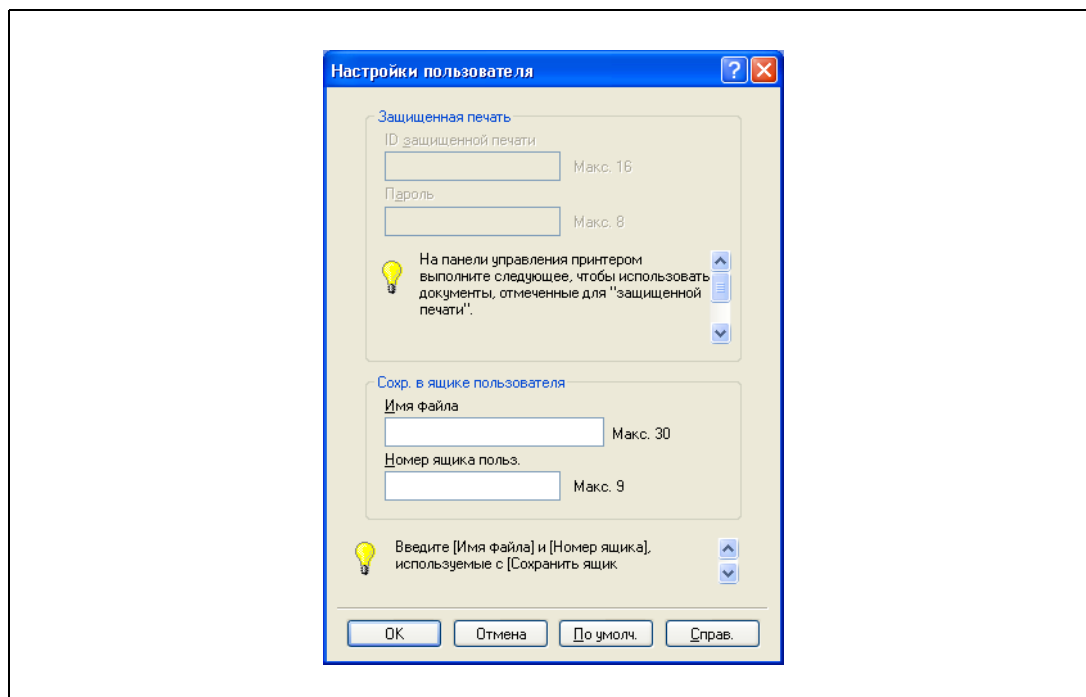 Настройки пользователя
Защищенная печать
ID защищенной печати
Макс. 16
Пароль
Макс. 8
На панели управления принтером
выполните следующее, чтобы использовать
документы, отмеченные для "защищенной
печати".
Сохр. в ящике пользователя
Имя файла
Макс. 30
Номер ящика польз.
Макс. 9
Введите [Имя файла] и [Номер ящика],
используемые с [Сохранить ящик
OK Отмена По умолч. Справ.